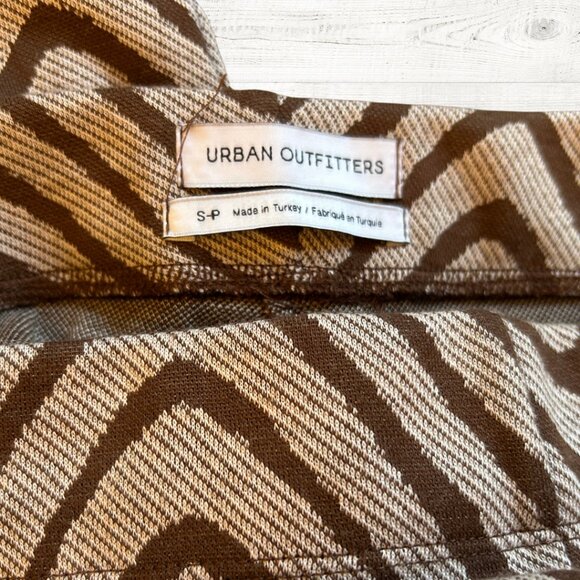 URBAN OUTFITTERS
S-P Made in Turkey / Fabriqué en Turquie